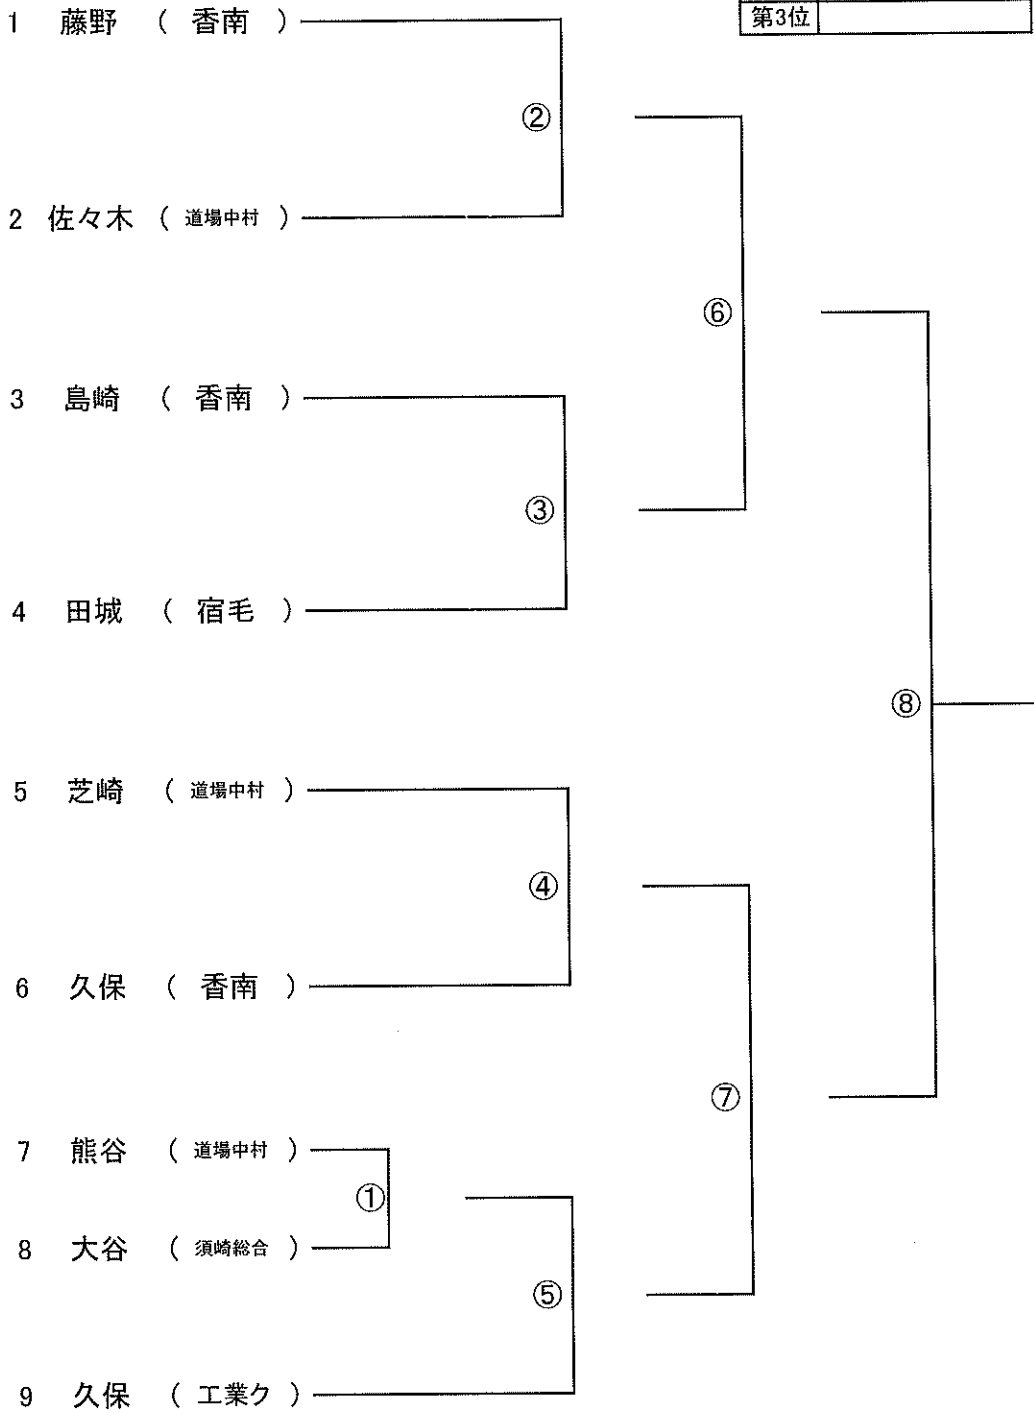 第3位
1 藤野 ( 香南 )
②
2 佐々木 ( 道場中村 )
⑥
3 島崎 ( 香南 )
③
4 田城 ( 宿毛 )
⑧
5 芝崎 ( 道場中村 )
④
6 久保 ( 香南 )
⑦
7 熊谷 ( 道場中村 )
①
8 大谷 ( 須崎総合 )
⑤
9 久保 ( 工業ク )